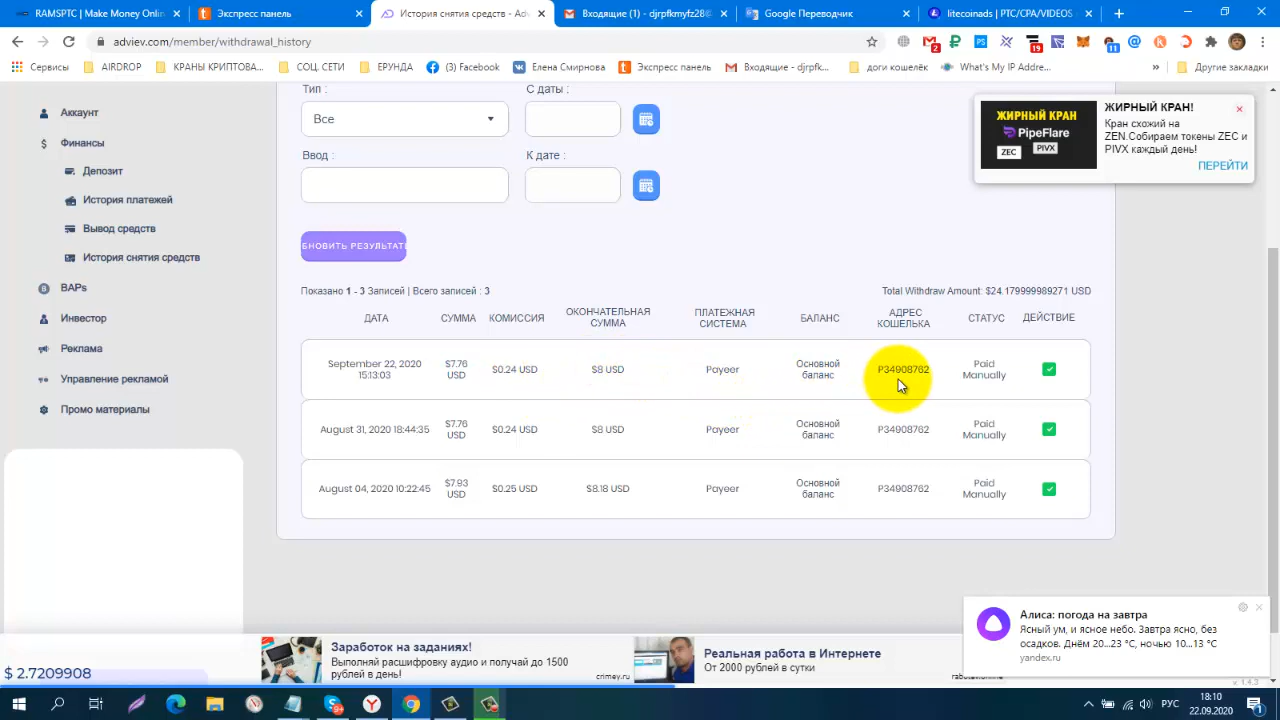 RAMSPTC | Make Money Onlin
Экспресс панель
История снятия средств - Adv
Входящие (1) - djrpfkmyfz28@
Google Переводчик
litecoinads | PTC/CPA/VIDEOS
adviev.com/member/withdrawal_history
2
19
11
Сервисы
AIRDROP
КРАНЫ КРИПТОВА...
СОЦ. СЕТИ
ЕРУНДА
(3) Facebook
Елена Смирнова
Экспресс панель
Входящие - djrpfk...
доги кошелёк
What's My IP Addre...
»
Другие закладки
Аккаунт
Финансы
Депозит
История платежей
Вывод средств
История снятия средств
BAPs
Инвестор
Реклама
Управление рекламой
Промо материалы
Тип :
С даты :
Все
Ввод :
К дате :
БНОВИТЬ РЕЗУЛЬТАТ
Показано 1 - 3 Записей | Всего записей : 3
Total Withdraw Amount: $24.179999989271 USD
ДАТА
СУММА
КОМИССИЯ
ОКОНЧАТЕЛЬНАЯ СУММА
ПЛАТЕЖНАЯ СИСТЕМА
БАЛАНС
АДРЕС КОШЕЛЬКА
СТАТУС
ДЕЙСТВИЕ
September 22, 2020 15:13:03
$7.76 USD
$0.24 USD
$8 USD
Payeer
Основной баланс
P34908762
Paid Manually
August 31, 2020 18:44:35
$7.76 USD
$0.24 USD
$8 USD
Payeer
Основной баланс
P34908762
Paid Manually
August 04, 2020 10:22:45
$7.93 USD
$0.25 USD
$8.18 USD
Payeer
Основной баланс
P34908762
Paid Manually
ЖИРНЫЙ КРАН
PipeFlare
ZEC
PIVX
ЖИРНЫЙ КРАН!
Кран схожий на
ZEN.Собираем токены ZEC и
PIVX каждый день!
ПЕРЕЙТИ
Алиса: погода на завтра
Ясный ум, и ясное небо. Завтра ясно, без
осадков. Днём 20...23 °C, ночью 10...13 °C
yandex.ru
$ 2.7209908
Заработок на заданиях!
Выполняй расшифровку аудио и получай до 1500
рублей в день!
crimey.ru
Реальная работа в Интернете
От 2000 рублей в сутки
v 1.4.3
РУС
18:10
22.09.2020
1